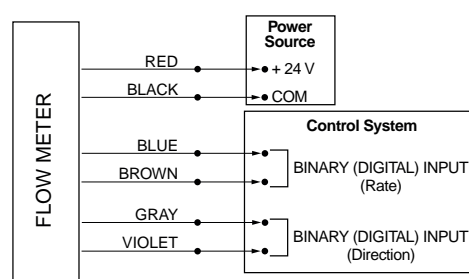 Power
Source
RED
+ 24 V
BLACK
COM
FLOW METER
Control System
BLUE
BROWN
BINARY (DIGITAL) INPUT
(Rate)
GRAY
VIOLET
BINARY (DIGITAL) INPUT
(Direction)